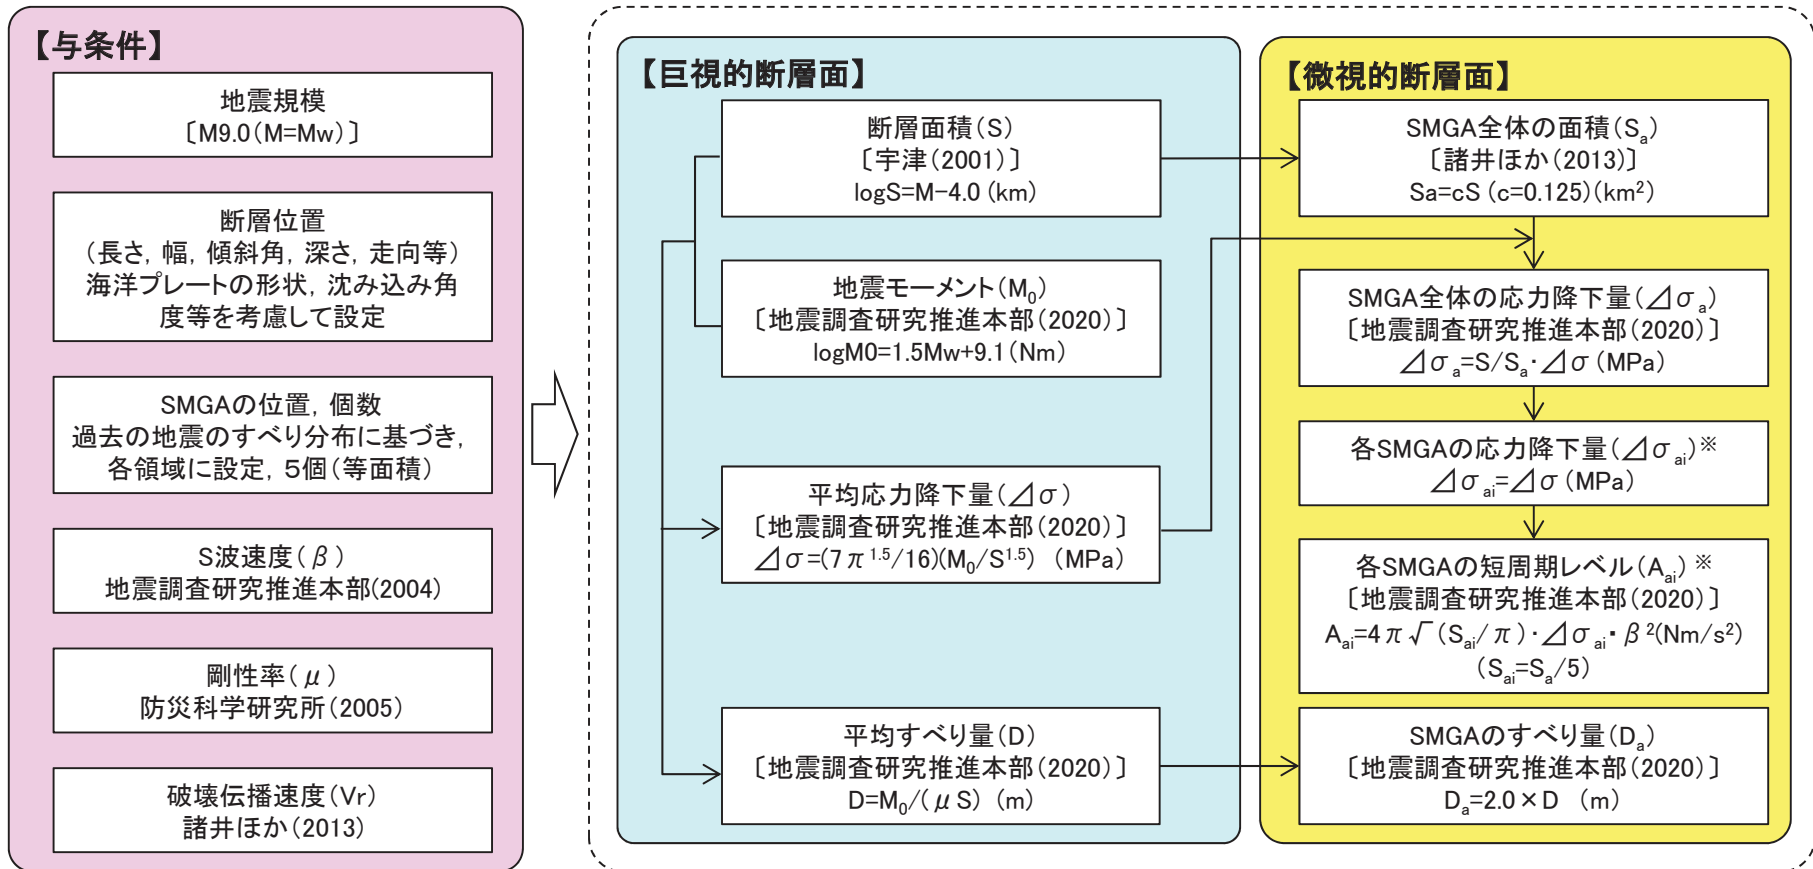 【与条件】
地震規模
〔M9.0(M=Mw)〕
断層位置
(長さ, 幅, 傾斜角, 深さ, 走向等)
海洋プレートの形状, 沈み込み角
度等を考慮して設定
SMGAの位置, 個数
過去の地震のすべり分布に基づき,
各領域に設定, 5個(等面積)
S波速度(β)
地震調査研究推進本部(2004)
剛性率(μ)
防災科学研究所(2005)
破壊伝播速度(Vr)
諸井ほか(2013)
【巨視的断層面】
断層面積(S)
〔宇津(2001)〕
logS=M−4.0 (km)
地震モーメント(M₀)
〔地震調査研究推進本部(2020)〕
logM0=1.5Mw+9.1(Nm)
平均応力降下量(⊿σ)
〔地震調査研究推進本部(2020)〕
⊿σ=(7π^1.5/16)(M₀/S^1.5) (MPa)
平均すべり量(D)
〔地震調査研究推進本部(2020)〕
D=M₀/(μS) (m)
【微視的断層面】
SMGA全体の面積(Sₐ)
〔諸井ほか(2013)〕
Sa=cS (c=0.125)(km²)
SMGA全体の応力降下量(⊿σₐ)
〔地震調査研究推進本部(2020)〕
⊿σₐ=S/Sₐ・⊿σ (MPa)
各SMGAの応力降下量(⊿σₐᵢ)※
⊿σₐᵢ=⊿σ (MPa)
各SMGAの短周期レベル(Aₐᵢ)※
〔地震調査研究推進本部(2020)〕
Aₐᵢ=4π√(Sₐᵢ/π)・⊿σₐᵢ・β²(Nm/s²)
(Sₐᵢ=Sₐ/5)
SMGAのすべり量(Dₐ)
〔地震調査研究推進本部(2020)〕
Dₐ=2.0×D (m)